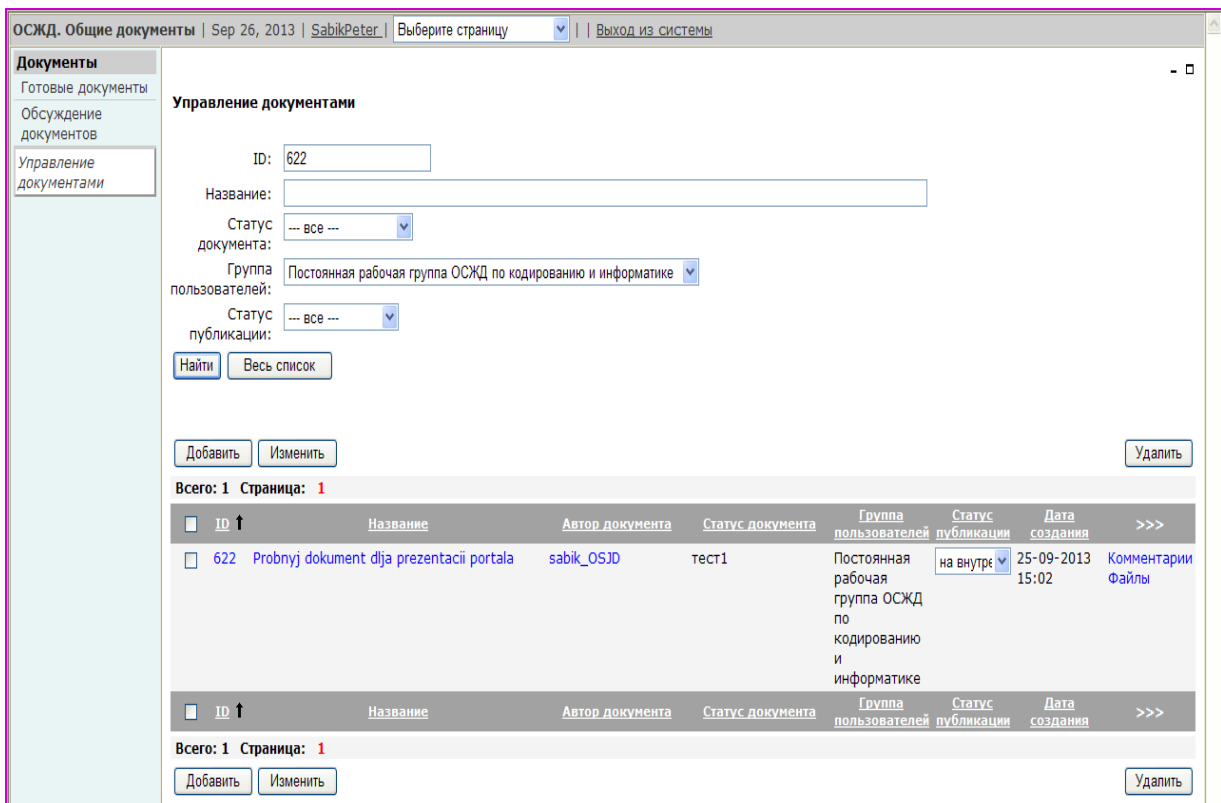 ОСЖД. Общие документы | Sep 26, 2013 | SabikPeter | Выберите страницу | | Выход из системы
Документы
Готовые документы
Обсуждение
документов
Управление
документами
Управление документами
ID: 622
Название:
Статус
документа:
--- все ---
Группа
пользователей:
Постоянная рабочая группа ОСЖД по кодированию и информатике
Статус
публикации:
--- все ---
Найти Весь список
Добавить Изменить Удалить
Всего: 1 Страница: 1
ID Название Автор документа Статус документа Группа пользователей Статус публикации Дата создания >>>
622 Probnyj dokument dlja prezentacii portala sabik_OSJD тест1 Постоянная на внутре 25-09-2013 Комментарии
рабочая 15:02 Файлы
группа ОСЖД
по
кодированию
и
информатике
ID Название Автор документа Статус документа Группа пользователей Статус публикации Дата создания >>>
Всего: 1 Страница: 1
Добавить Изменить Удалить